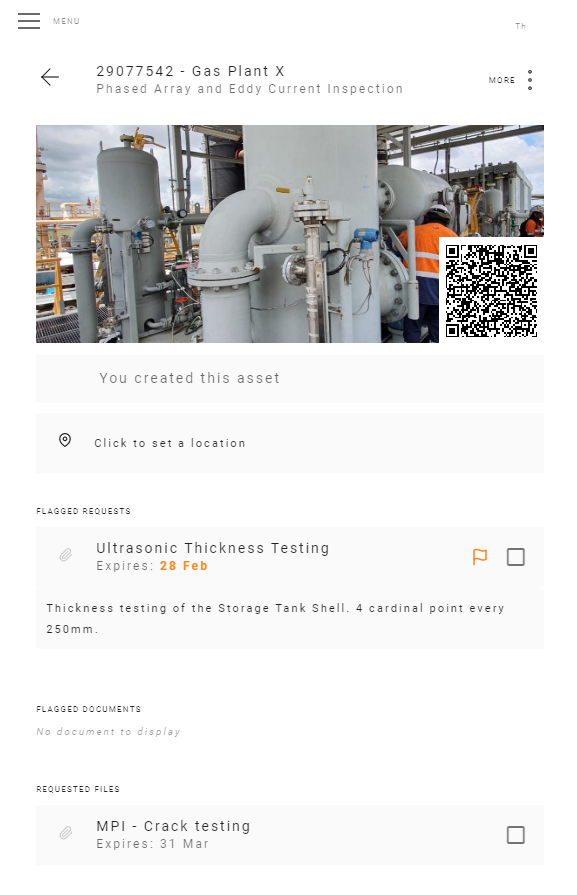 MENU
Th
29077542 - Gas Plant X
Phased Array and Eddy Current Inspection
MORE
You created this asset
Click to set a location
FLAGGED REQUESTS
Ultrasonic Thickness Testing
Expires: 28 Feb
Thickness testing of the Storage Tank Shell. 4 cardinal point every
250mm.
FLAGGED DOCUMENTS
No document to display
REQUESTED FILES
MPI - Crack testing
Expires: 31 Mar